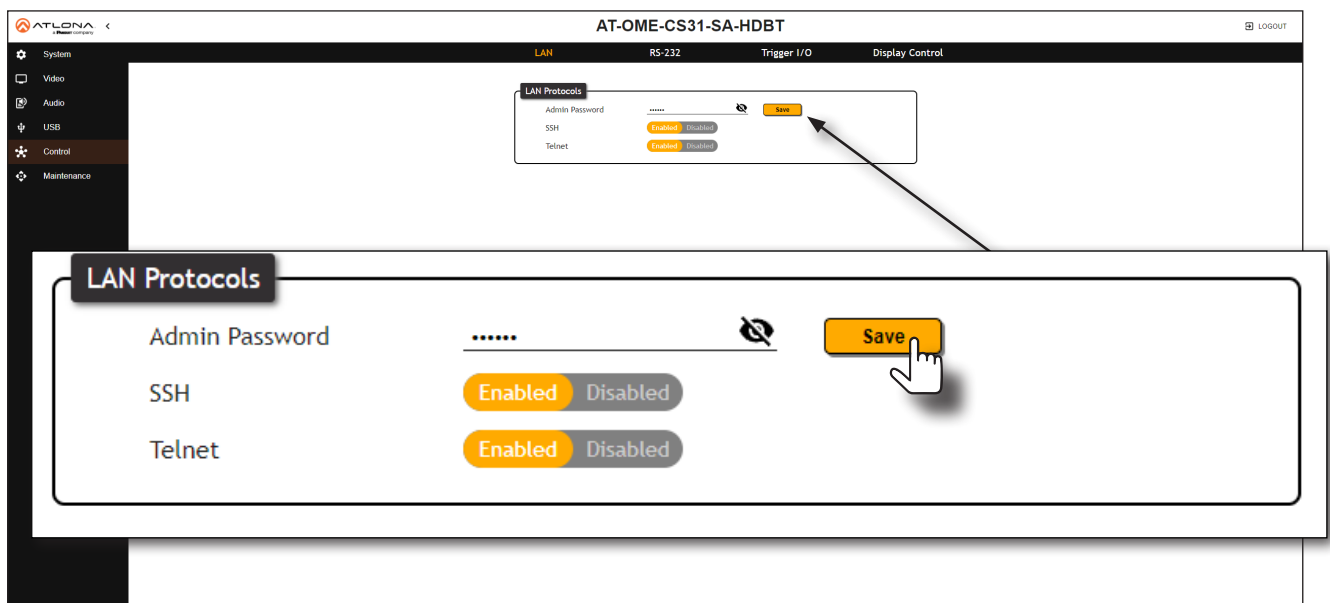 ATLONA
a Panduit company
AT-OME-CS31-SA-HDBT
LOGOUT
System
Video
Audio
USB
Control
Maintenance
LAN RS-232 Trigger I/O Display Control
LAN Protocols
Admin Password •••••• Save
SSH Enabled Disabled
Telnet Enabled Disabled
LAN Protocols
Admin Password •••••• Save
SSH Enabled Disabled
Telnet Enabled Disabled